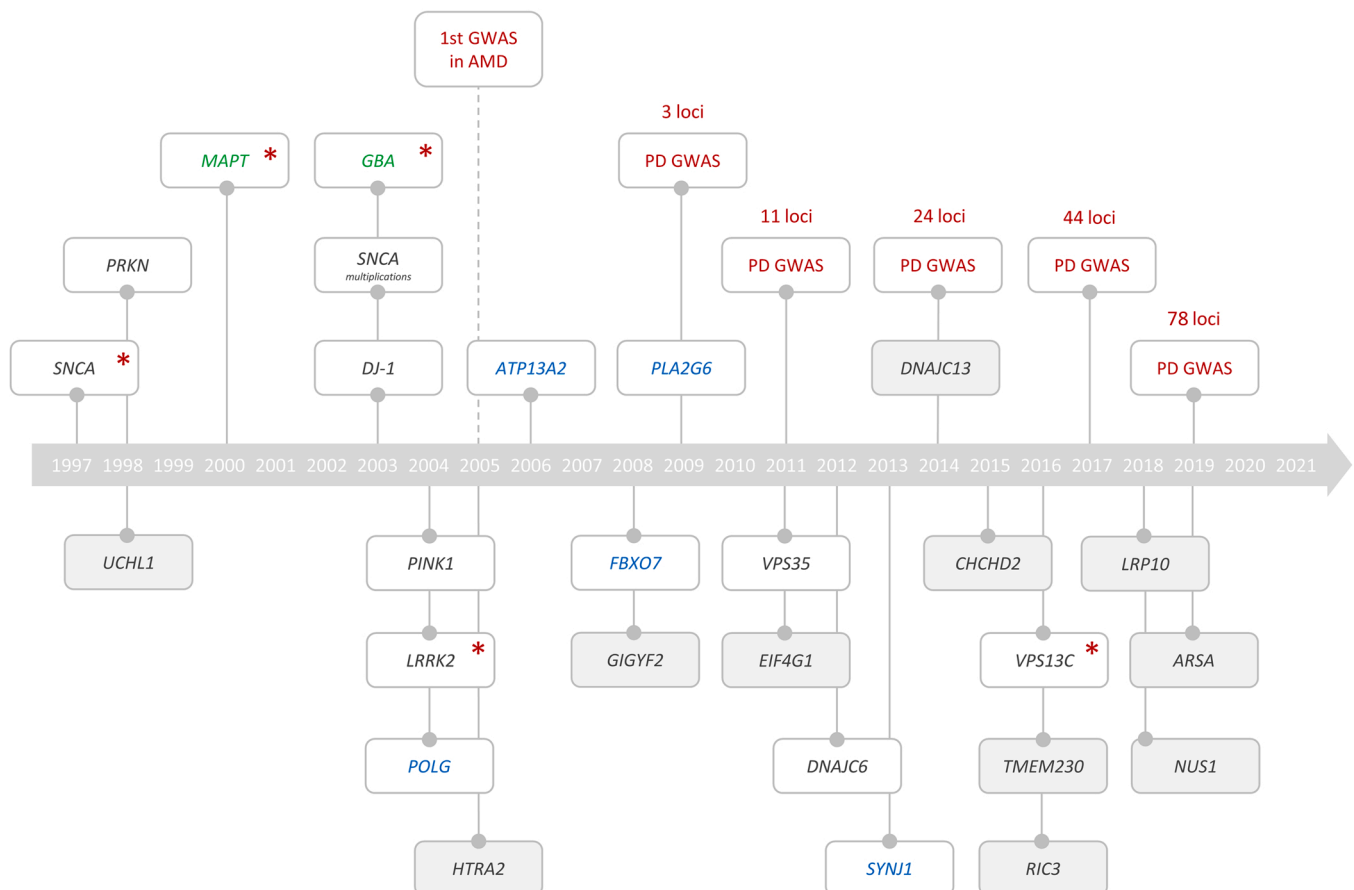 1st GWAS
in AMD
3 loci
MAPT *
GBA *
PD GWAS
11 loci
24 loci
44 loci
PRKN
SNCA
multiplications
PD GWAS
PD GWAS
PD GWAS
78 loci
SNCA *
DJ-1
ATP13A2
PLA2G6
DNAJC13
PD GWAS
1997 1998 1999 2000 2001 2002 2003 2004 2005 2006 2007 2008 2009 2010 2011 2012 2013 2014 2015 2016 2017 2018 2019 2020 2021
UCHL1
PINK1
FBXO7
VPS35
CHCHD2
LRP10
LRRK2 *
GIGYF2
EIF4G1
VPS13C *
ARSA
POLG
DNAJC6
TMEM230
NUS1
HTRA2
SYNJ1
RIC3